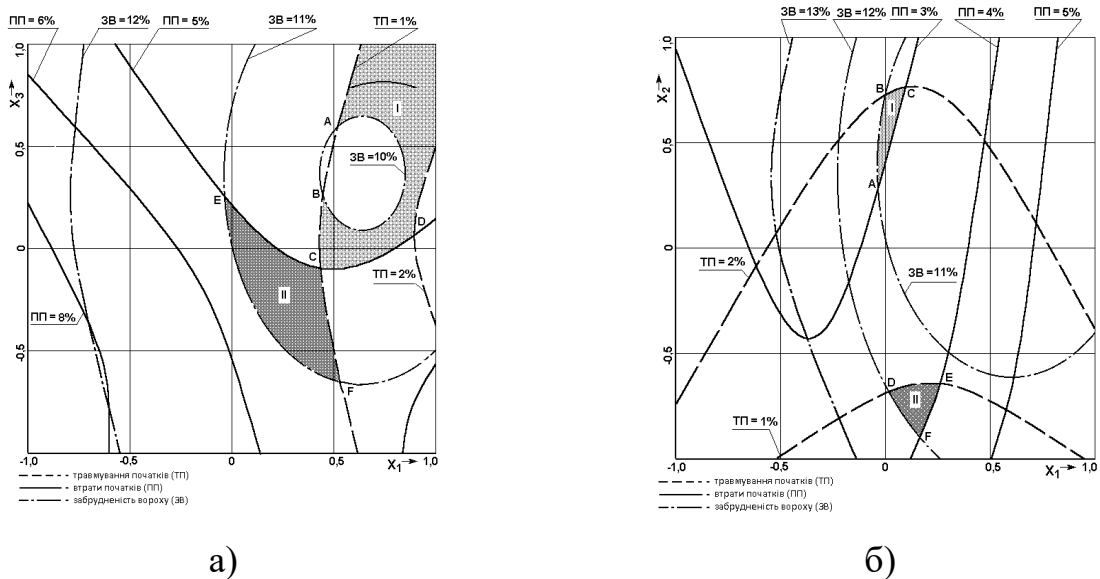 ПП = 6%
ЗВ =12%
ПП = 5%
ЗВ =11%
ТП = 1%
1,0
X3
0,5
0
-0,5
I
A
ЗВ =10%
B
E
D
C
ТП = 2%
II
ПП = 8%
F
-1,0
-0,5
0
0,5
X1
1,0
травмування початків (ТП)
втрати початків (ПП)
забрудненість вороху (ЗВ)
а)
ЗВ =13%
ЗВ =12%
ПП = 3%
ПП = 4%
ПП = 5%
1,0
X2
0,5
0
-0,5
B
C
I
A
ТП = 2%
ЗВ =11%
D
E
II
F
ТП = 1%
-1,0
-0,5
0
0,5
X1
1,0
травмування початків (ТП)
втрати початків (ПП)
забрудненість вороху (ЗВ)
б)